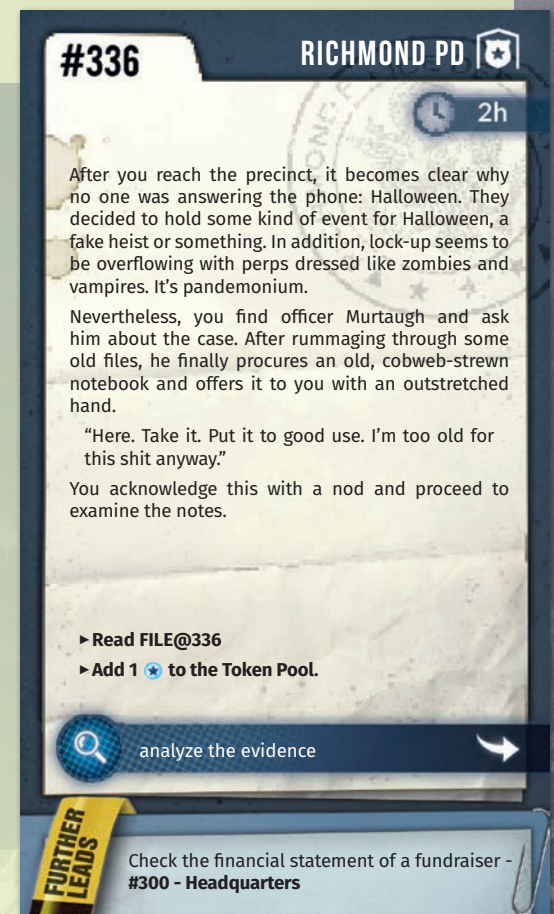 #336
RICHMOND PD
2h
After you reach the precinct, it becomes clear why
no one was answering the phone: Halloween. They
decided to hold some kind of event for Halloween, a
fake heist or something. In addition, lock-up seems to
be overflowing with perps dressed like zombies and
vampires. It's pandemonium.
Nevertheless, you find officer Murtaugh and ask
him about the case. After rummaging through some
old files, he finally procures an old, cobweb-strewn
notebook and offers it to you with an outstretched
hand.
“Here. Take it. Put it to good use. I'm too old for
this shit anyway.”
You acknowledge this with a nod and proceed to
examine the notes.
▸Read FILE@336
▸Add 1 to the Token Pool.
analyze the evidence
FURTHER
LEADS
Check the financial statement of a fundraiser -
#300 - Headquarters